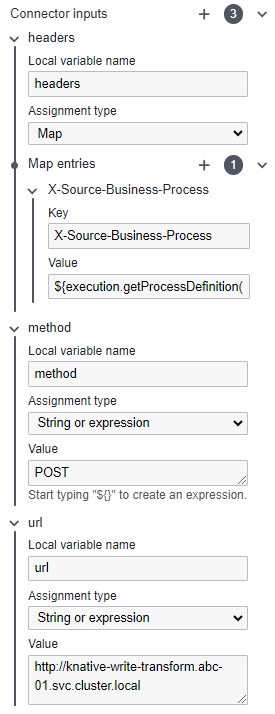 Connector inputs 3
headers
Local variable name
headers
Assignment type
Map
Map entries 1
X-Source-Business-Process
Key
X-Source-Business-Process
Value
${execution.getProcessDefinition(
method
Local variable name
method
Assignment type
String or expression
Value
POST
Start typing "${}" to create an expression.
url
Local variable name
url
Assignment type
String or expression
Value
http://knative-write-transform.abc-
01.svc.cluster.local